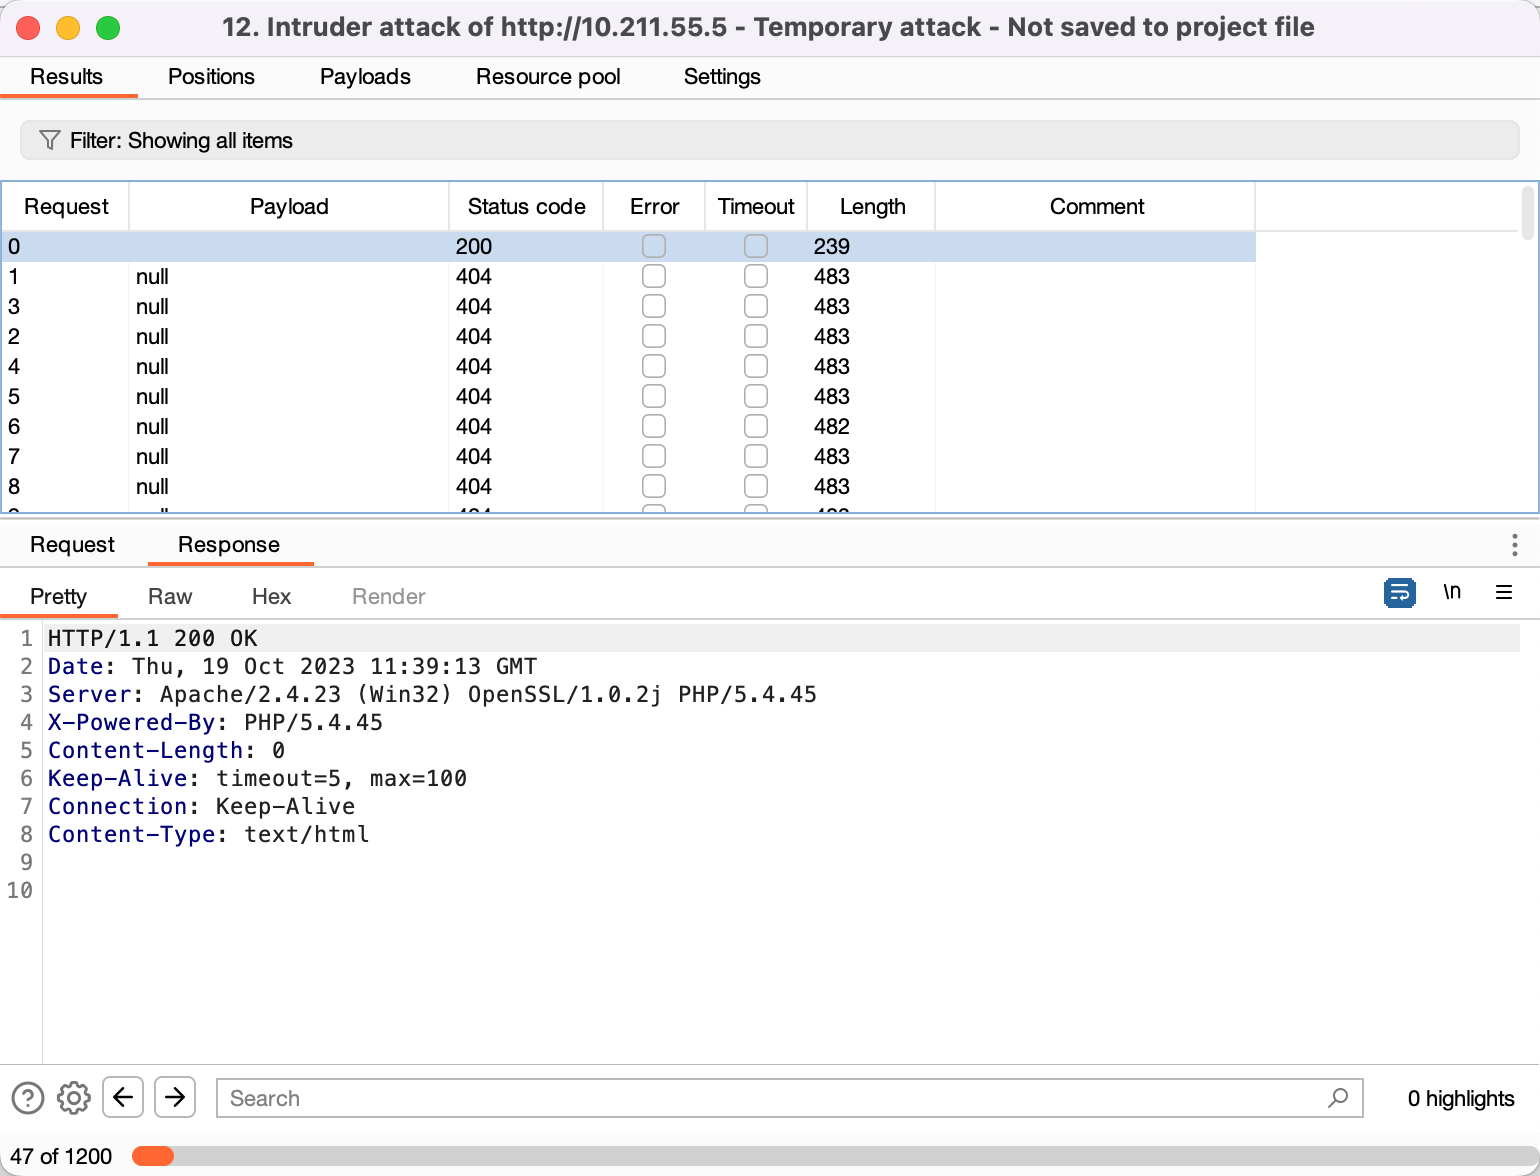 12. Intruder attack of http://10.211.55.5 - Temporary attack - Not saved to project file
Results Positions Payloads Resource pool Settings
Filter: Showing all items
Request Payload Status code Error Timeout Length Comment
0 200 239
1 null 404 483
3 null 404 483
2 null 404 483
4 null 404 483
5 null 404 483
6 null 404 482
7 null 404 483
8 null 404 483
Request Response
Pretty Raw Hex Render \n
1 HTTP/1.1 200 OK
2 Date: Thu, 19 Oct 2023 11:39:13 GMT
3 Server: Apache/2.4.23 (Win32) OpenSSL/1.0.2j PHP/5.4.45
4 X-Powered-By: PHP/5.4.45
5 Content-Length: 0
6 Keep-Alive: timeout=5, max=100
7 Connection: Keep-Alive
8 Content-Type: text/html
9
10
Search 0 highlights
47 of 1200